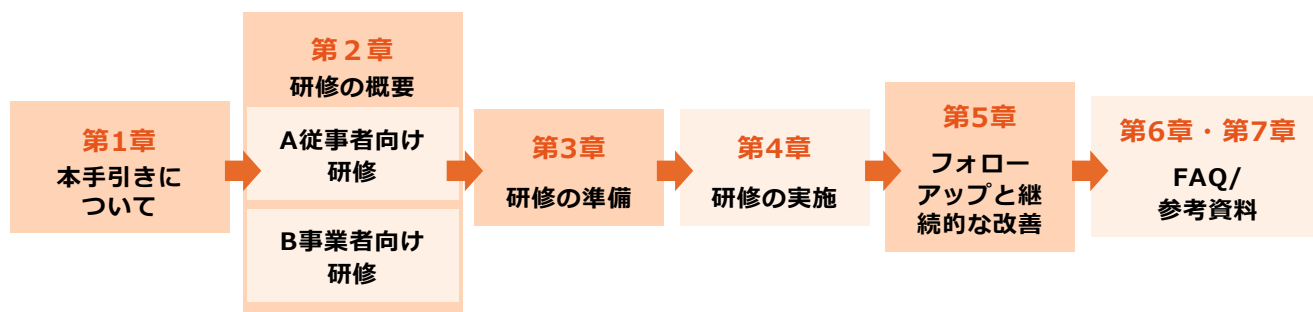 第1章
本手引きに
ついて
第２章
研修の概要
A従事者向け
研修
B事業者向け
研修
第3章
研修の準備
第4章
研修の実施
第5章
フォロー
アップと継
続的な改善
第6章・第7章
FAQ/
参考資料